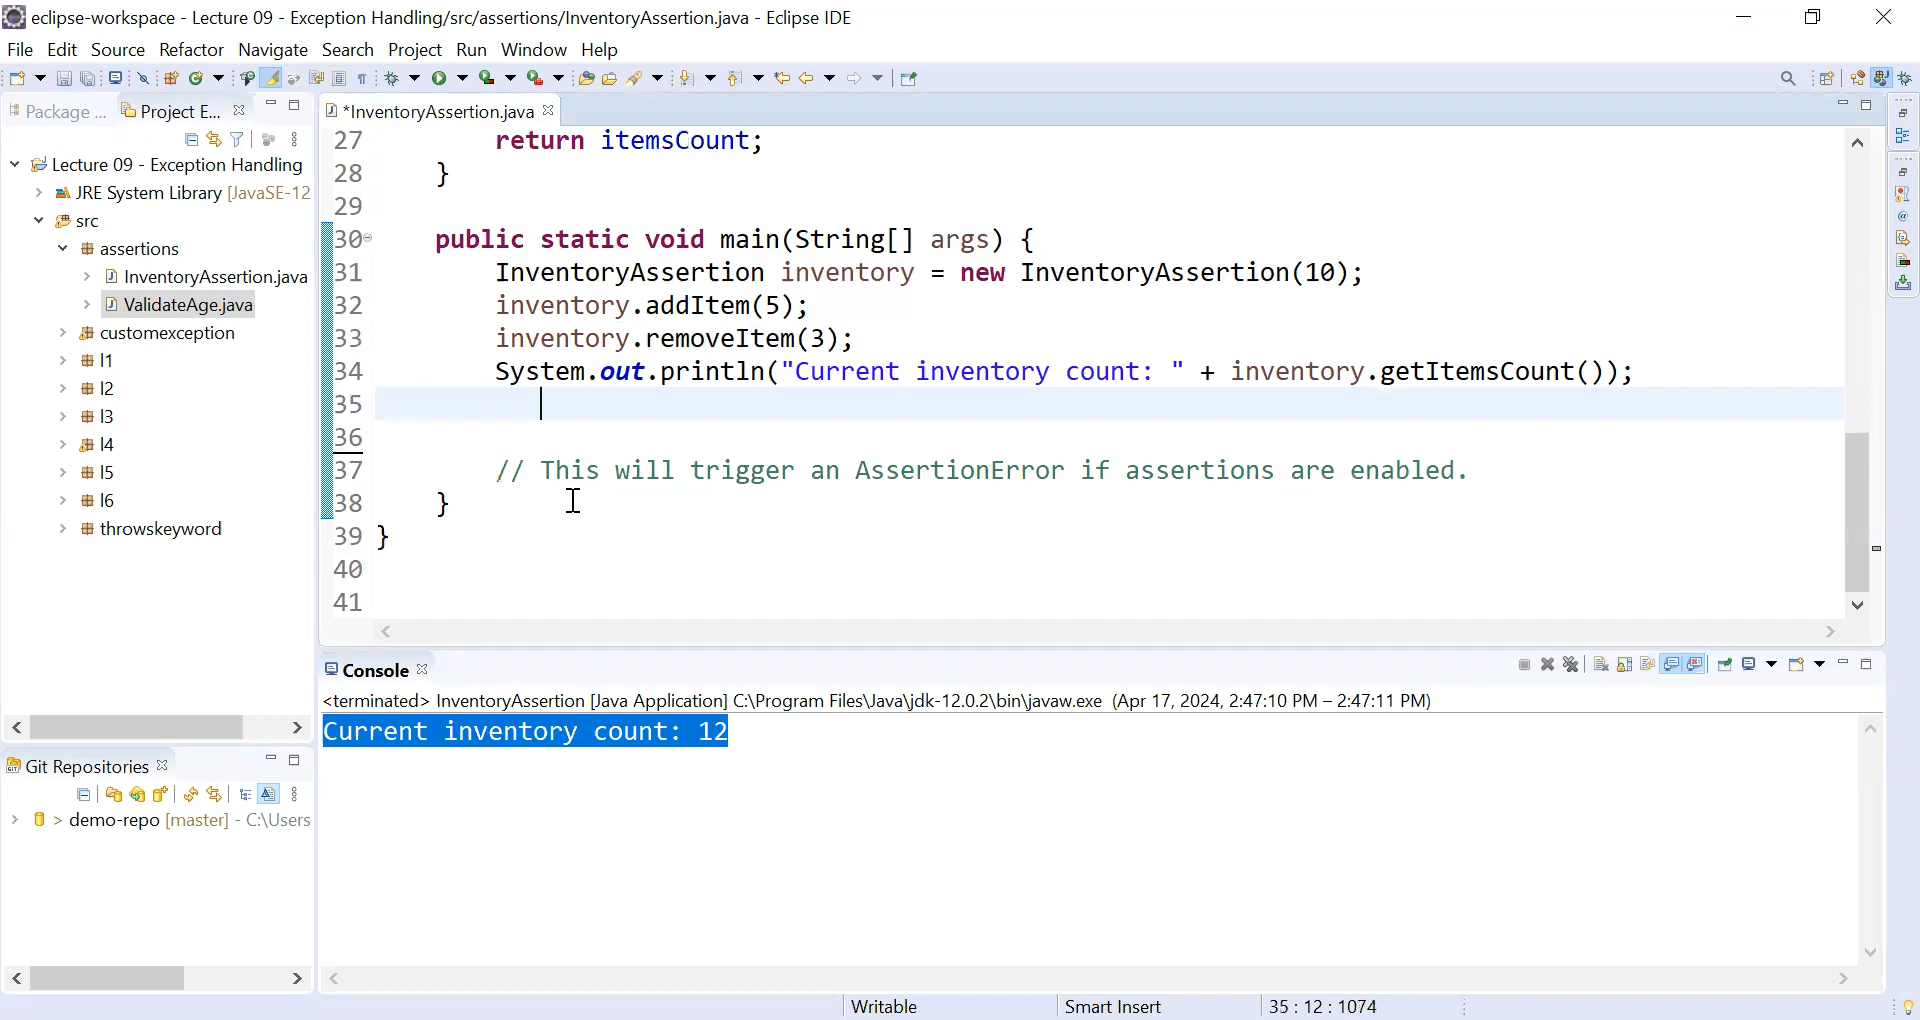 eclipse-workspace - Lecture 09 - Exception Handling/src/assertions/InventoryAssertion.java - Eclipse IDE
File Edit Source Refactor Navigate Search Project Run Window Help
Package ... Project E...
Lecture 09 - Exception Handling
JRE System Library [JavaSE-12
src
assertions
InventoryAssertion.java
ValidateAge.java
customexception
l1
l2
l3
l4
l5
l6
throwskeyword
Git Repositories
> demo-repo [master] - C:\Users
*InventoryAssertion.java
27 return itemsCount;
28 }
29
30 public static void main(String[] args) {
31 InventoryAssertion inventory = new InventoryAssertion(10);
32 inventory.addItem(5);
33 inventory.removeItem(3);
34 System.out.println("Current inventory count: " + inventory.getItemsCount());
35
36
37 // This will trigger an AssertionError if assertions are enabled.
38 }
39 }
40
41
Console
<terminated> InventoryAssertion [Java Application] C:\Program Files\Java\jdk-12.0.2\bin\javaw.exe (Apr 17, 2024, 2:47:10 PM – 2:47:11 PM)
Current inventory count: 12
Writable Smart Insert 35 : 12 : 1074